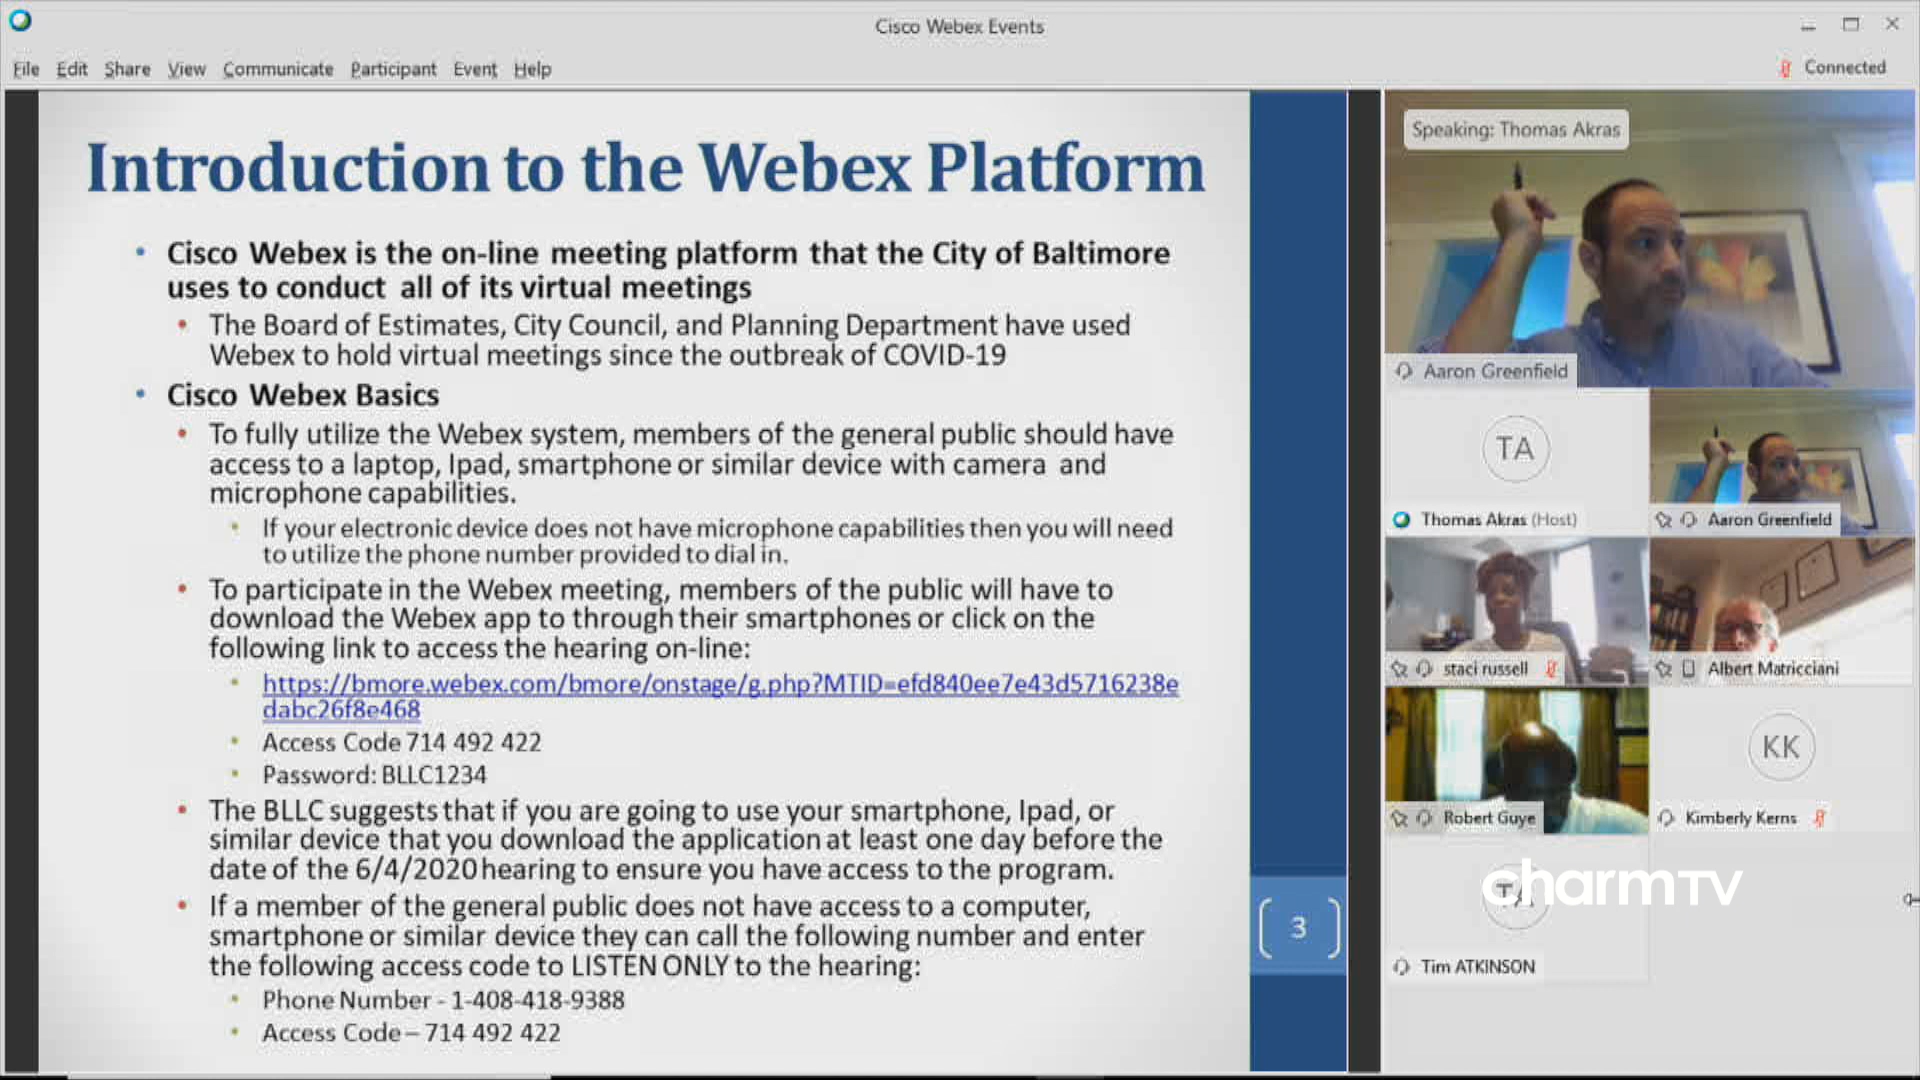 Cisco Webex Events
File Edit Share View Communicate Participant Event Help
Connected
Introduction to the Webex Platform
• Cisco Webex is the on-line meeting platform that the City of Baltimore
uses to conduct all of its virtual meetings
• The Board of Estimates, City Council, and Planning Department have used
Webex to hold virtual meetings since the outbreak of COVID-19
• Cisco Webex Basics
• To fully utilize the Webex system, members of the general public should have
access to a laptop, Ipad, smartphone or similar device with camera and
microphone capabilities.
• If your electronic device does not have microphone capabilities then you will need
to utilize the phone number provided to dial in.
• To participate in the Webex meeting, members of the public will have to
download the Webex app to through their smartphones or click on the
following link to access the hearing on-line:
• https://bmore.webex.com/bmore/onstage/g.php?MTID=efd840ee7e43d5716238e
dabc26f8e468
• Access Code 714 492 422
• Password: BLLC1234
• The BLLC suggests that if you are going to use your smartphone, Ipad, or
similar device that you download the application at least one day before the
date of the 6/4/2020 hearing to ensure you have access to the program.
• If a member of the general public does not have access to a computer,
smartphone or similar device they can call the following number and enter
the following access code to LISTEN ONLY to the hearing:
• Phone Number - 1-408-418-9388
• Access Code – 714 492 422
3
Speaking: Thomas Akras
Aaron Greenfield
TA
Thomas Akras (Host)
Aaron Greenfield
staci russell
Albert Matricciani
Robert Guye
KK
Kimberly Kerns
TA
charmTV
Tim ATKINSON